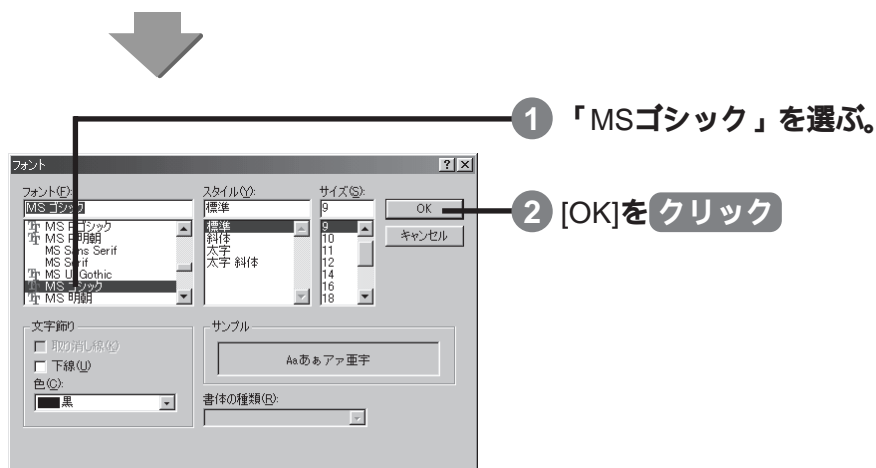 1 「MSゴシック」を選ぶ。
フォント
フォント(F):
スタイル(Y):
サイズ(S):
MS ゴシック
標準
9
OK
2 [OK]を クリック
キャンセル
MS Pゴシック
MS P明朝
MS Sans Serif
MS Serif
MS UI Gothic
MS ゴシック
MS 明朝
標準
斜体
太字
太字 斜体
9
10
11
12
14
16
18
文字飾り
取り消し線(K)
下線(U)
色(C):
黒
サンプル
Aaあぁアァ亜宇
書体の種類(R):